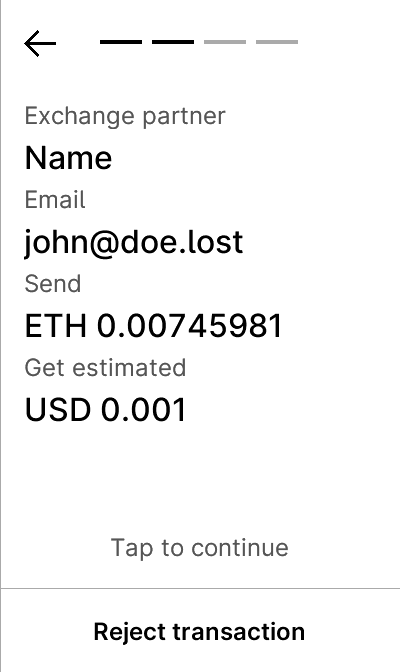 Exchange partner
Name
Email
john@doe.lost
Send
ETH 0.00745981
Get estimated
USD 0.001
Tap to continue
Reject transaction